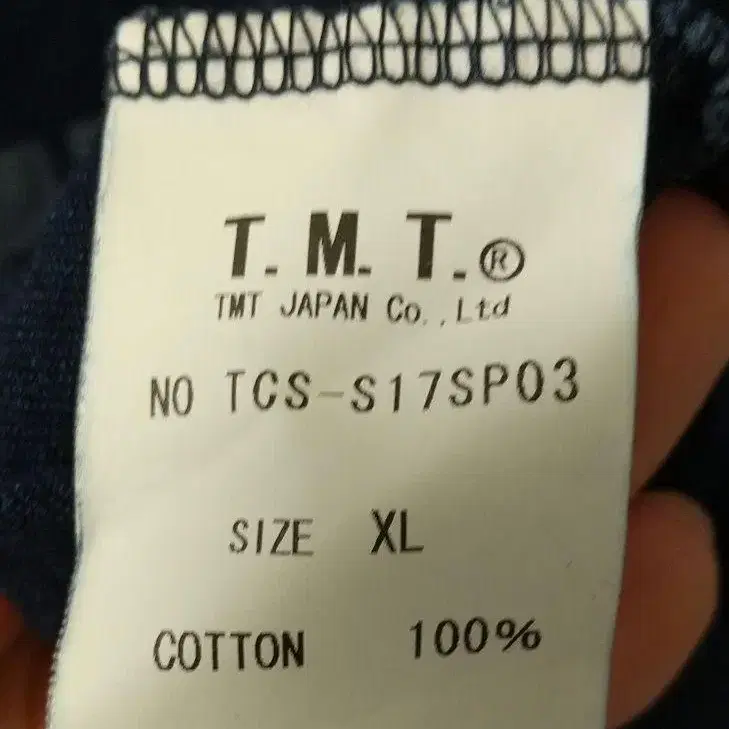 T.M.T.®
TMT JAPAN Co.,Ltd
NO TCS-S17SP03
SIZE XL
COTTON 100%